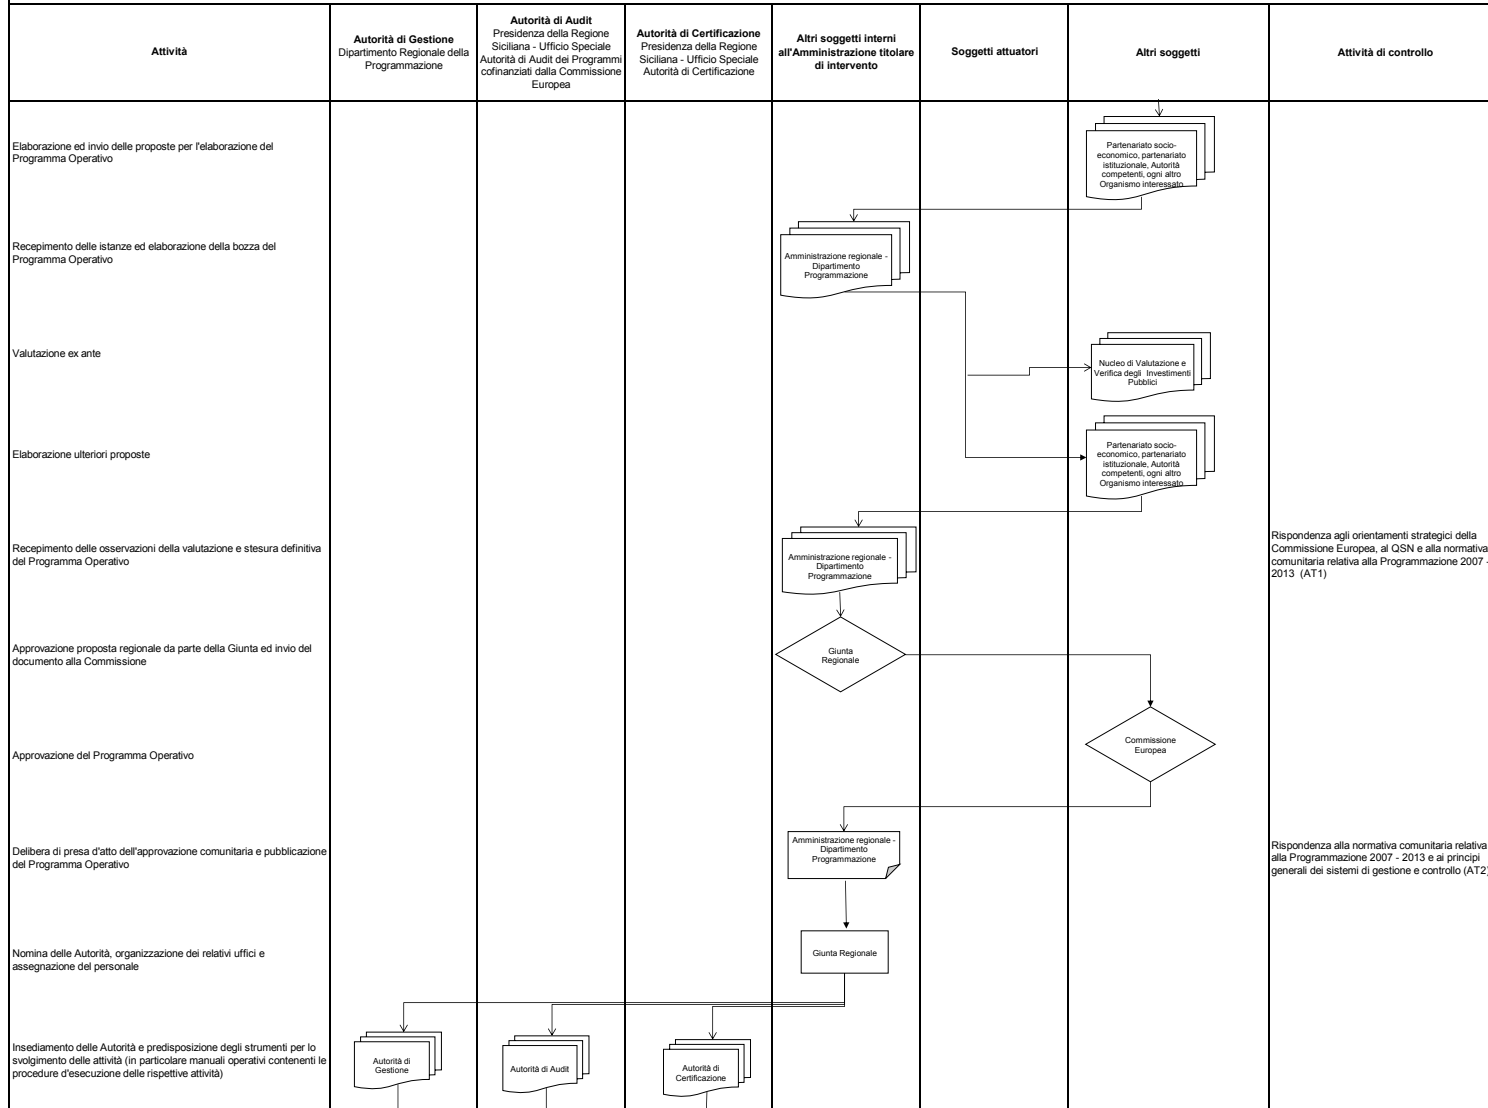 Attività
Autorità di Gestione
Dipartimento Regionale della
Programmazione
Autorità di Audit
Presidenza della Regione
Siciliana - Ufficio Speciale
Autorità di Audit dei Programmi
cofinanziati dalla Commissione
Europea
Autorità di Certificazione
Presidenza della Regione
Siciliana - Ufficio Speciale
Autorità di Certificazione
Altri soggetti interni
all'Amministrazione titolare
di intervento
Soggetti attuatori
Altri soggetti
Attività di controllo
Elaborazione ed invio delle proposte per l'elaborazione del
Programma Operativo
Partenariato socio-
economico, partenariato
istituzionale, Autorità
competenti, ogni altro
Organismo interessato
Recepimento delle istanze ed elaborazione della bozza del
Programma Operativo
Amministrazione regionale -
Dipartimento
Programmazione
Valutazione ex ante
Nucleo di Valutazione e
Verifica degli Investimenti
Pubblici
Elaborazione ulteriori proposte
Partenariato socio-
economico, partenariato
istituzionale, Autorità
competenti, ogni altro
Organismo interessato
Recepimento delle osservazioni della valutazione e stesura definitiva
del Programma Operativo
Amministrazione regionale -
Dipartimento
Programmazione
Rispondenza agli orientamenti strategici della
Commissione Europea, al QSN e alla normativa
comunitaria relativa alla Programmazione 2007 -
2013 (AT1)
Approvazione proposta regionale da parte della Giunta ed invio del
documento alla Commissione
Giunta
Regionale
Approvazione del Programma Operativo
Commissione
Europea
Delibera di presa d'atto dell'approvazione comunitaria e pubblicazione
del Programma Operativo
Amministrazione regionale -
Dipartimento
Programmazione
Rispondenza alla normativa comunitaria relativa
alla Programmazione 2007 - 2013 e ai principi
generali dei sistemi di gestione e controllo (AT2)
Nomina delle Autorità, organizzazione dei relativi uffici e
assegnazione del personale
Giunta Regionale
Insediamento delle Autorità e predisposizione degli strumenti per lo
svolgimento delle attività (in particolare manuali operativi contenenti le
procedure d'esecuzione delle rispettive attività)
Autorità di
Gestione
Autorità di Audit
Autorità di
Certificazione